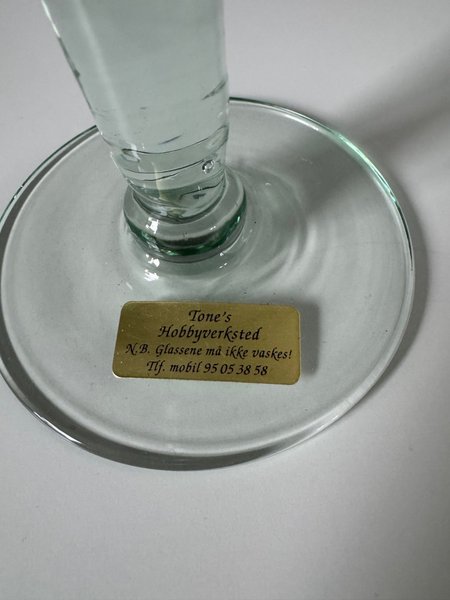 Tone's
Hobbyverksted
N.B. Glassene må ikke vaskes!
Tlf. mobil 95 05 38 58